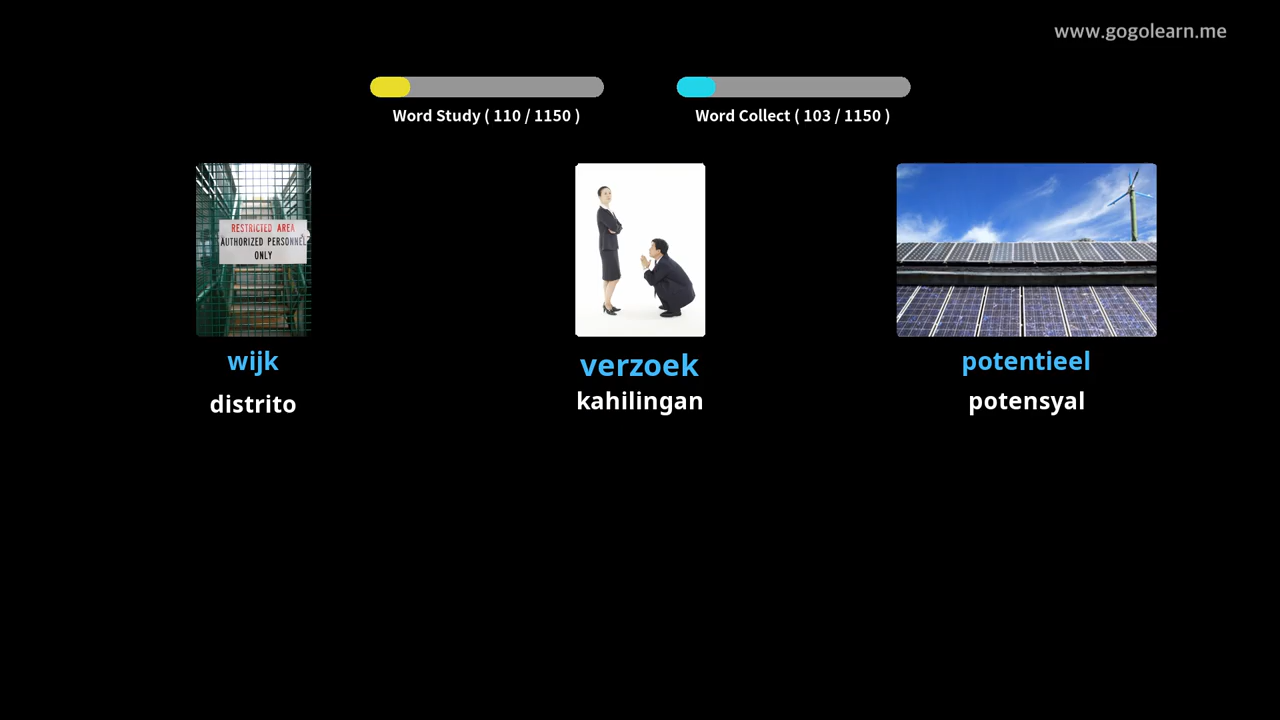 www.gogolearn.me
Word Study ( 110 / 1150 )
Word Collect ( 103 / 1150 )
RESTRICTED AREA
AUTHORIZED PERSONNEL
ONLY
wijk
verzoek
potentieel
distrito
kahilingan
potensyal